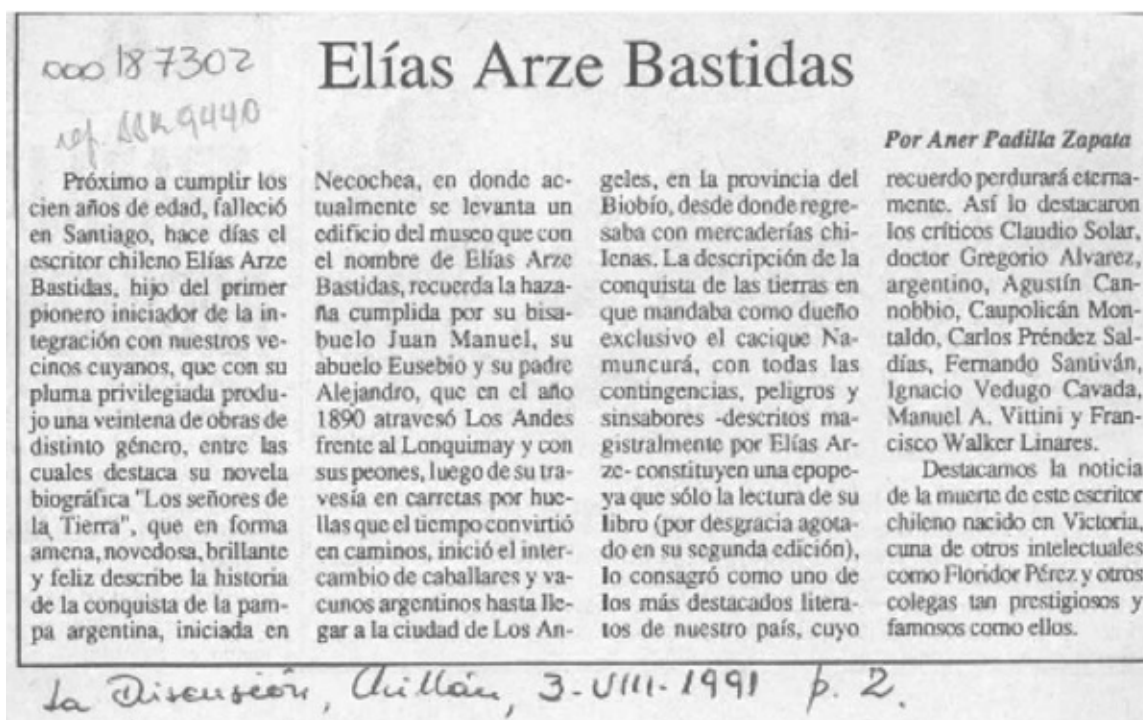 000187302
ref.
Elías Arze Bastidas
Por Aner Padilla Zapata
Próximo a cumplir los
cien años de edad, falleció
en Santiago, hace días el
escritor chileno Elías Arze
Bastidas, hijo del primer
pionero iniciador de la in-
tegración con nuestros ve-
cinos cuyanos, que con su
pluma privilegiada produ-
jo una veintena de obras de
distinto género, entre las
cuales destaca su novela
biográfica "Los señores de
la Tierra", que en forma
amena, novedosa, brillante
y feliz describe la historia
de la conquista de la pam-
pa argentina, iniciada en
Necochea, en donde ac-
tualmente se levanta un
edificio del museo que con
el nombre de Elías Arze
Bastidas, recuerda la haza-
ña cumplida por su bisa-
buelo Juan Manuel, su
abuelo Eusebio y su padre
Alejandro, que en el año
1890 atravesó Los Andes
frente al Lonquimay y con
sus peones, luego de su tra-
vesía en carretas por hue-
llas que el tiempo convirtió
en caminos, inició el inter-
cambio de caballares y va-
cunos argentinos hasta lle-
gar a la ciudad de Los An-
geles, en la provincia del
Biobío, desde donde regre-
saba con mercaderías chi-
lenas. La descripción de la
conquista de las tierras en
que mandaba como dueño
exclusivo el cacique Na-
muncurá, con todas las
contingencias, peligros y
sinsabores -descritos ma-
gistralmente por Elías Ar-
ze- constituyen una epope-
ya que sólo la lectura de su
libro (por desgracia agota-
do en su segunda edición),
lo consagró como uno de
los más destacados litera-
tos de nuestro país, cuyo
recuerdo perdurará eterna-
mente. Así lo destacaron
los críticos Claudio Solar,
doctor Gregorio Alvarez,
argentino, Agustín Can-
nobbio, Caupolicán Mon-
taldo, Carlos Préndez Sal-
días, Fernando Santiván,
Ignacio Vedugo Cavada,
Manuel A. Vittini y Fran-
cisco Walker Linares.
Destacamos la noticia
de la muerte de este escritor
chileno nacido en Victoria,
cuna de otros intelectuales
como Floridor Pérez y otros
colegas tan prestigiosos y
famosos como ellos.
La Discusión, Chillán, 3-VIII-1991 p. 2.